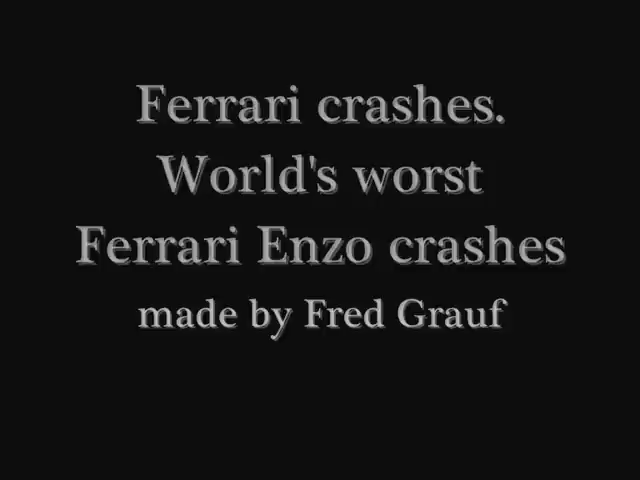 Ferrari crashes.
World's worst
Ferrari Enzo crashes
made by Fred Grauf